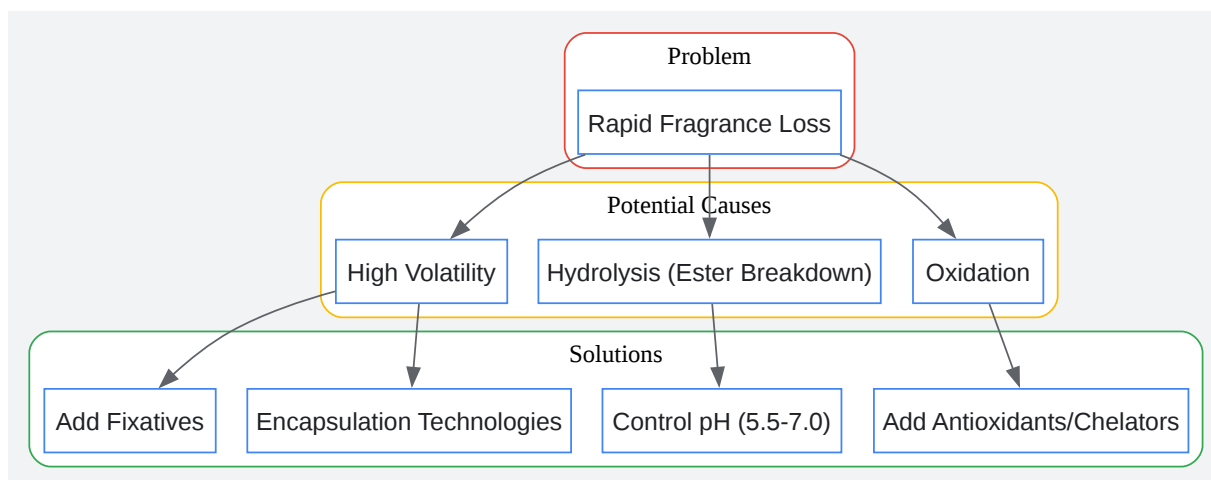 Problem
Rapid Fragrance Loss
Potential Causes
High Volatility
Hydrolysis (Ester Breakdown)
Oxidation
Solutions
Add Fixatives
Encapsulation Technologies
Control pH (5.5-7.0)
Add Antioxidants/Chelators